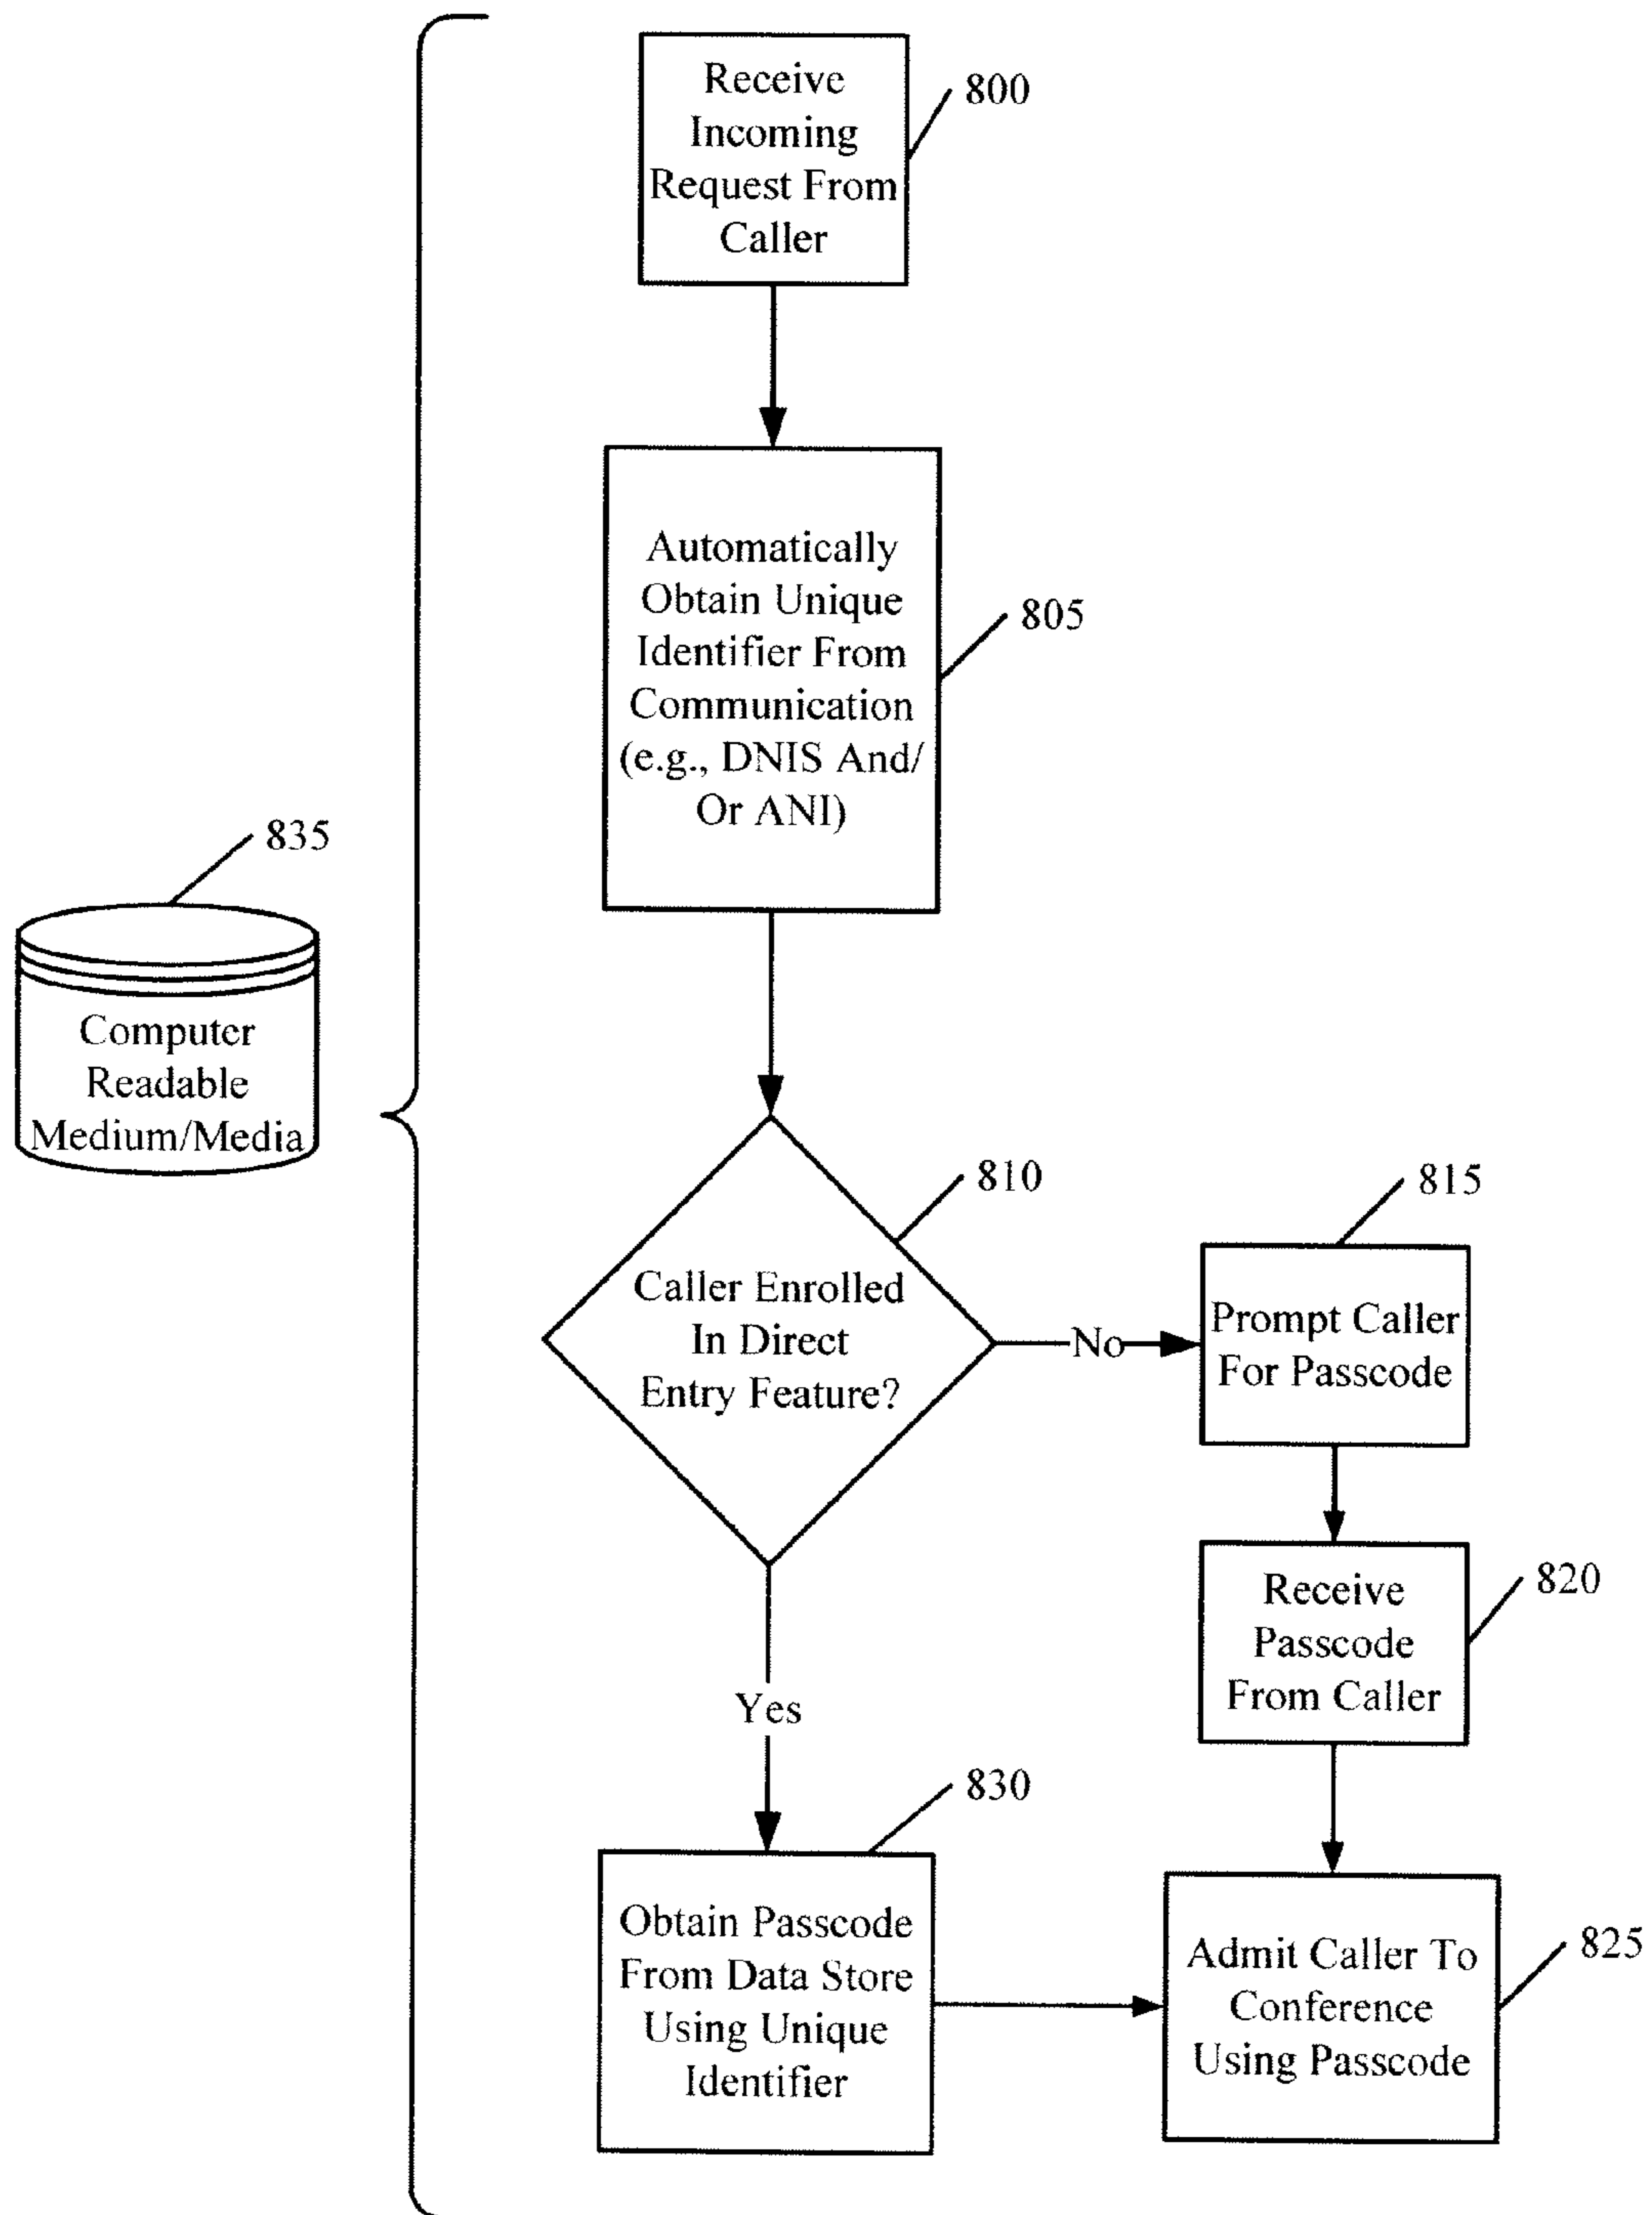 Receive
Incoming
Request From
Caller
800
Automatically
Obtain Unique
Identifier From
Communication
(e.g., DNIS And/
Or ANI)
805
835
Computer
Readable
Medium/Media
Caller Enrolled
In Direct
Entry Feature?
810
No
815
Prompt Caller
For Passcode
Receive
Passcode
From Caller
820
Yes
830
Obtain Passcode
From Data Store
Using Unique
Identifier
Admit Caller To
Conference
Using Passcode
825